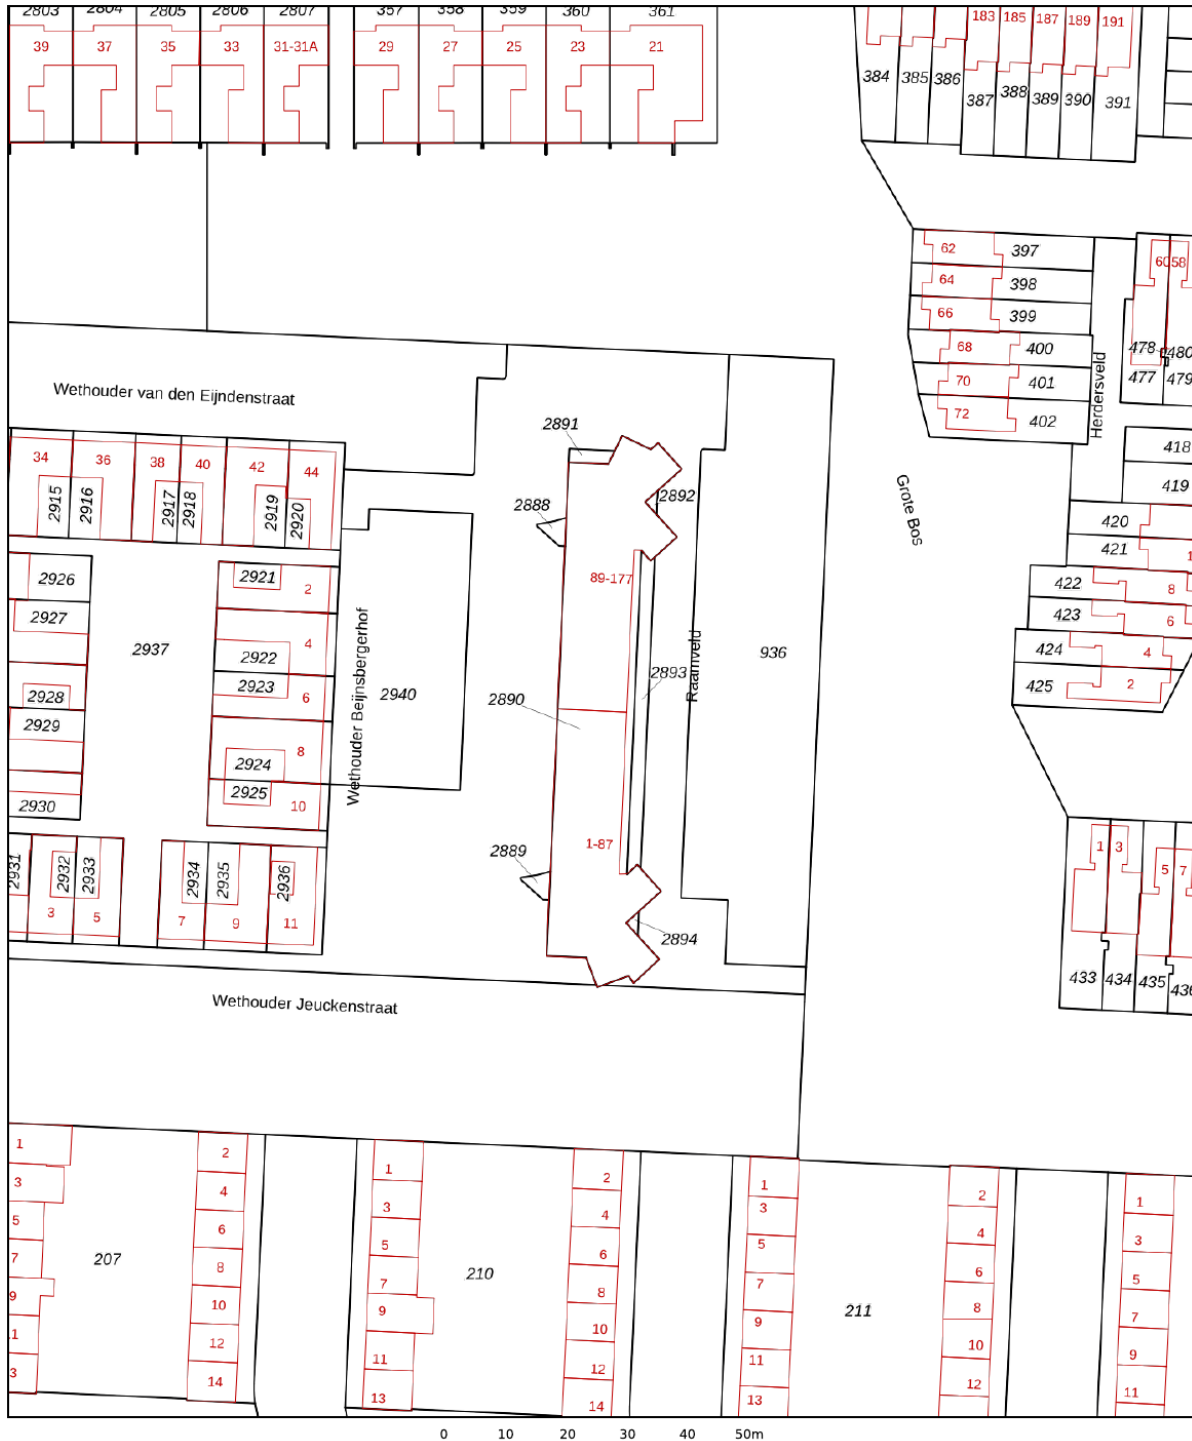 2803 2804 2805 2806 2807 357 358 359 360 361
39 37 35 33 31-31A 29 27 25 23 21
183 185 187 189 191
384 385 386 387 388 389 390 391
62 397
64 398
66 399
68 400
70 401
72 402
Herdersveld
60 58
478 480
477 479
418
419
420
421 1
422 8
423 6
424 4
425 2
Wethouder van den Eijndenstraat
34 36 38 40 42 44
2915 2916 2917 2918 2919 2920
2891
2892
2888
Grote Bos
89-177
2926 2921 2
2927 4
2937 2922
2923 6
2928
2929 8
2924
2925 10
2930
Wethouder Beijnsbergerhof
2940
2890
2893
Raamveld
936
1-87
2889
2894
2931 2932 2933 2934 2935 2936
3 5 7 9 11
1 3 5 7
433 434 435 436
Wethouder Jeuckenstraat
1 2 1 2 1 2 1
3 4 3 4 3 4 3
5 6 5 6 5 6 5
7 8 7 8 7 8 7
207 210 211
9 10 9 10 9 10 9
11 12 11 12 11 12 11
3 14 13 14 13
0 10 20 30 40 50m